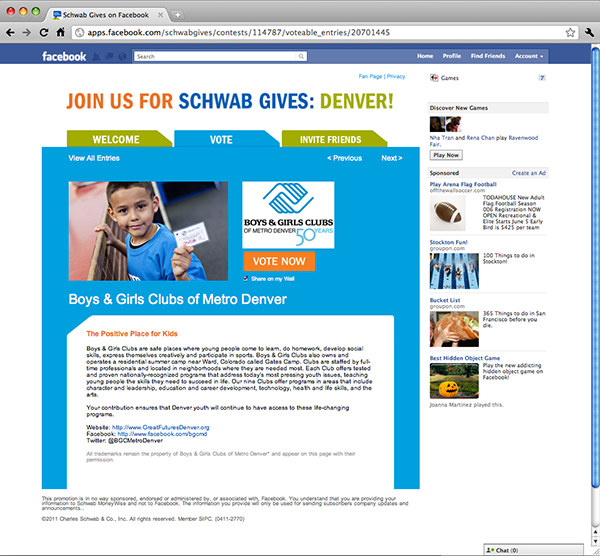 Schwab Gives on Facebook
apps.facebook.com/schwabgives/contests/114787/voteable_entries/20701445
facebook
Search
Home Profile Find Friends Account
Fan Page | Privacy
JOIN US FOR SCHWAB GIVES: DENVER!
WELCOME
VOTE
INVITE FRIENDS
View All Entries
< Previous Next >
BOYS & GIRLS CLUBS
OF METRO DENVER
50 YEARS
VOTE NOW
Share on my Wall
Boys & Girls Clubs of Metro Denver
The Positive Place for Kids
Boys & Girls Clubs are safe places where young people come to learn, do homework, develop social
skills, express themselves creatively and participate in sports. Boys & Girls Clubs also owns and
operates a residential summer camp near Ward, Colorado called Gates Camp. Clubs are staffed by full-
time professionals and located in neighborhoods where they are needed most. Each Club offers tested
and proven nationally-recognized programs that address today's most pressing youth issues, teaching
young people the skills they need to succeed in life. Our nine Clubs offer programs in areas that include
character and leadership, education and career development, technology, health and life skills, and the
arts.
Your contribution ensures that Denver youth will continue to have access to these life-changing
programs.
Website: http://www.GreatFuturesDenver.org
Facebook: http://www.facebook.com/bgcmd
Twitter: @BGCMetroDenver
All trademarks remain the property of Boys & Girls Clubs of Metro Denver* and appear on this page with their
permission.
This promotion is in no way sponsored, endorsed or administered by, or associated with, Facebook. You understand that you are providing your
information to Schwab MoneyWise and not to Facebook. The information you provide will only be used for sending subscribers company updates and
announcements..
©2011 Charles Schwab & Co., Inc. All rights reserved. Member SIPC. (0411-2770)
Games 7
Discover New Games
Nha Tran and Rena Chan play Ravenwood
Fair.
Play Now
Sponsored Create an Ad
Play Arena Flag Football
offthewallsoccer.com
TODAHOUSE New Adult
Flag Football Season
006 Registration NOW
OPEN Recreational &
Elite Starts June 5 Early
Bird is $425 per team
Stockton Fun!
groupon.com
100 Things to do in
Stockton!
Bucket List
groupon.com
365 Things to do in San
Francisco before you
die.
Best Hidden Object Game
Play the new addicting
hidden object game on
Facebook!
Joanna Martinez played this.
Chat (0)